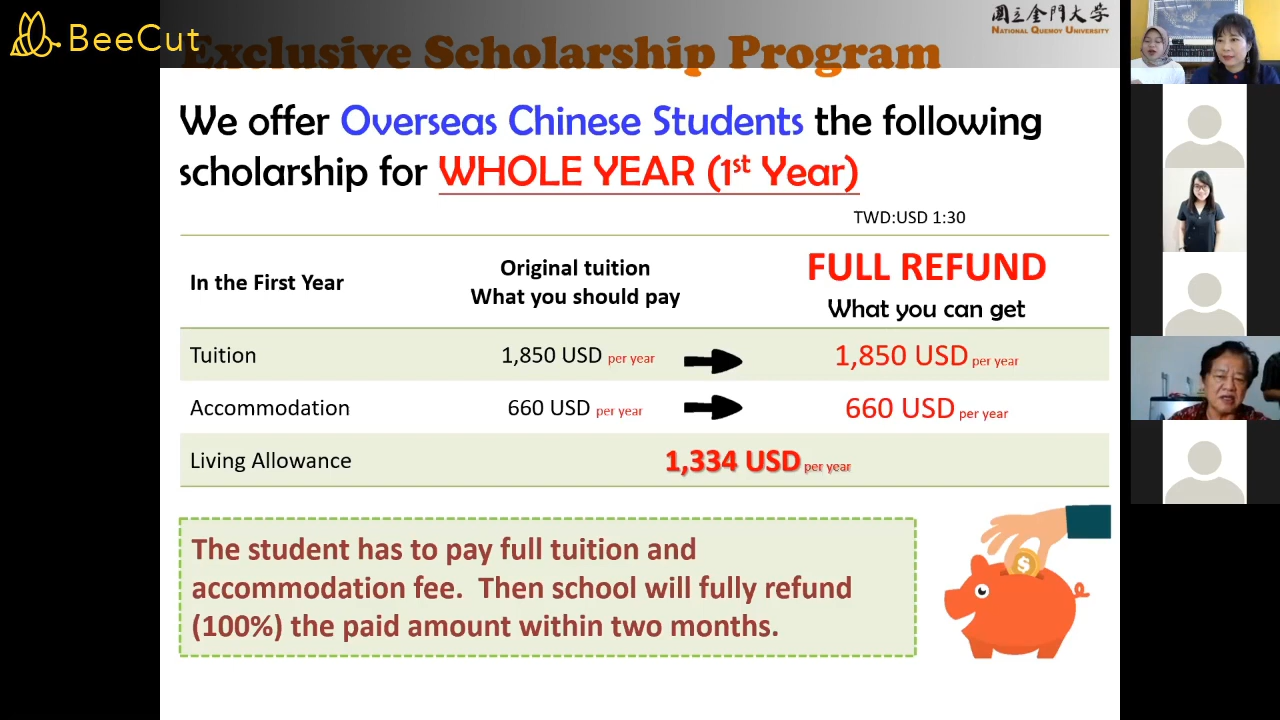 BeeCut
國立金門大學
NATIONAL QUEMOY UNIVERSITY
Exclusive Scholarship Program
We offer Overseas Chinese Students the following
scholarship for WHOLE YEAR (1st Year)
TWD:USD 1:30
In the First Year
Original tuition
What you should pay
FULL REFUND
What you can get
Tuition 1,850 USD per year 1,850 USD per year
Accommodation 660 USD per year 660 USD per year
Living Allowance 1,334 USD per year
The student has to pay full tuition and
accommodation fee. Then school will fully refund
(100%) the paid amount within two months.
$